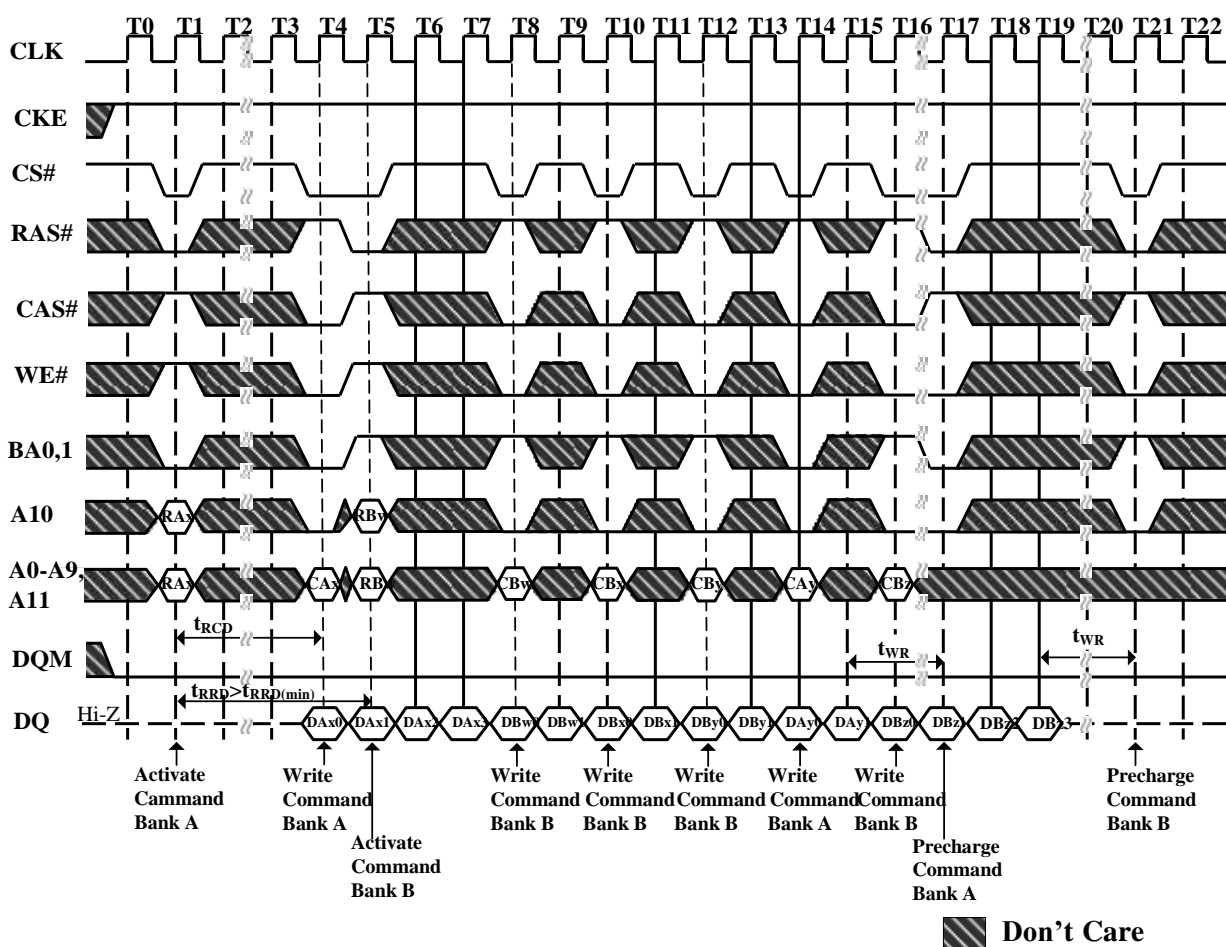 T0 T1 T2 T3 T4 T5 T6 T7 T8 T9 T10 T11 T12 T13 T14 T15 T16 T17 T18 T19 T20 T21 T22
CLK
CKE
CS#
RAS#
CAS#
WE#
BA0,1
A10 RAx RBw
A0-A9, RAx CAx RB CBw CBx CBy CAy CBz
A11
tRCD
DQM tWR tWR
tRRD>tRRD(min)
DQ Hi-Z DAx0 DAx1 DAx2 DAx3 DBw0 DBw1 DBx0 DBx1 DBy0 DBy1 DAy0 DAy1 DBz0 DBz1 DBz2 DBz3
Activate
Cammand
Bank A
Write
Command
Bank A
Activate
Command
Bank B
Write
Command
Bank B
Write
Command
Bank B
Write
Command
Bank B
Write
Command
Bank A
Write
Command
Bank B
Precharge
Command
Bank A
Precharge
Command
Bank B
Don't Care